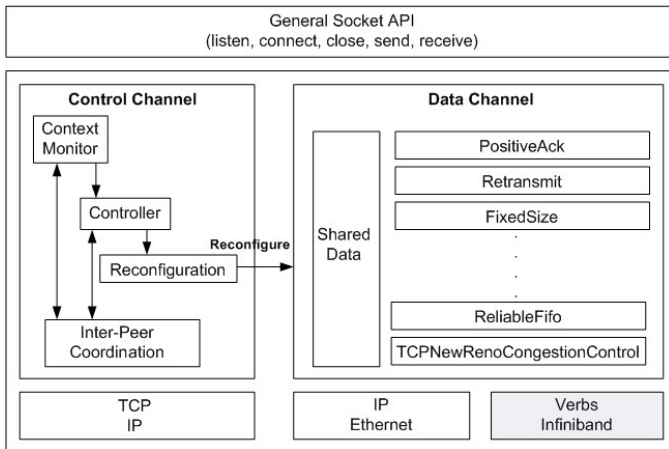 General Socket API
(listen, connect, close, send, receive)
Control Channel
Context
Monitor
Controller
Reconfiguration
Inter-Peer
Coordination
Reconfigure
Data Channel
Shared
Data
PositiveAck
Retransmit
FixedSize
ReliableFifo
TCPNewRenoCongestionControl
TCP
IP
IP
Ethernet
Verbs
Infiniband